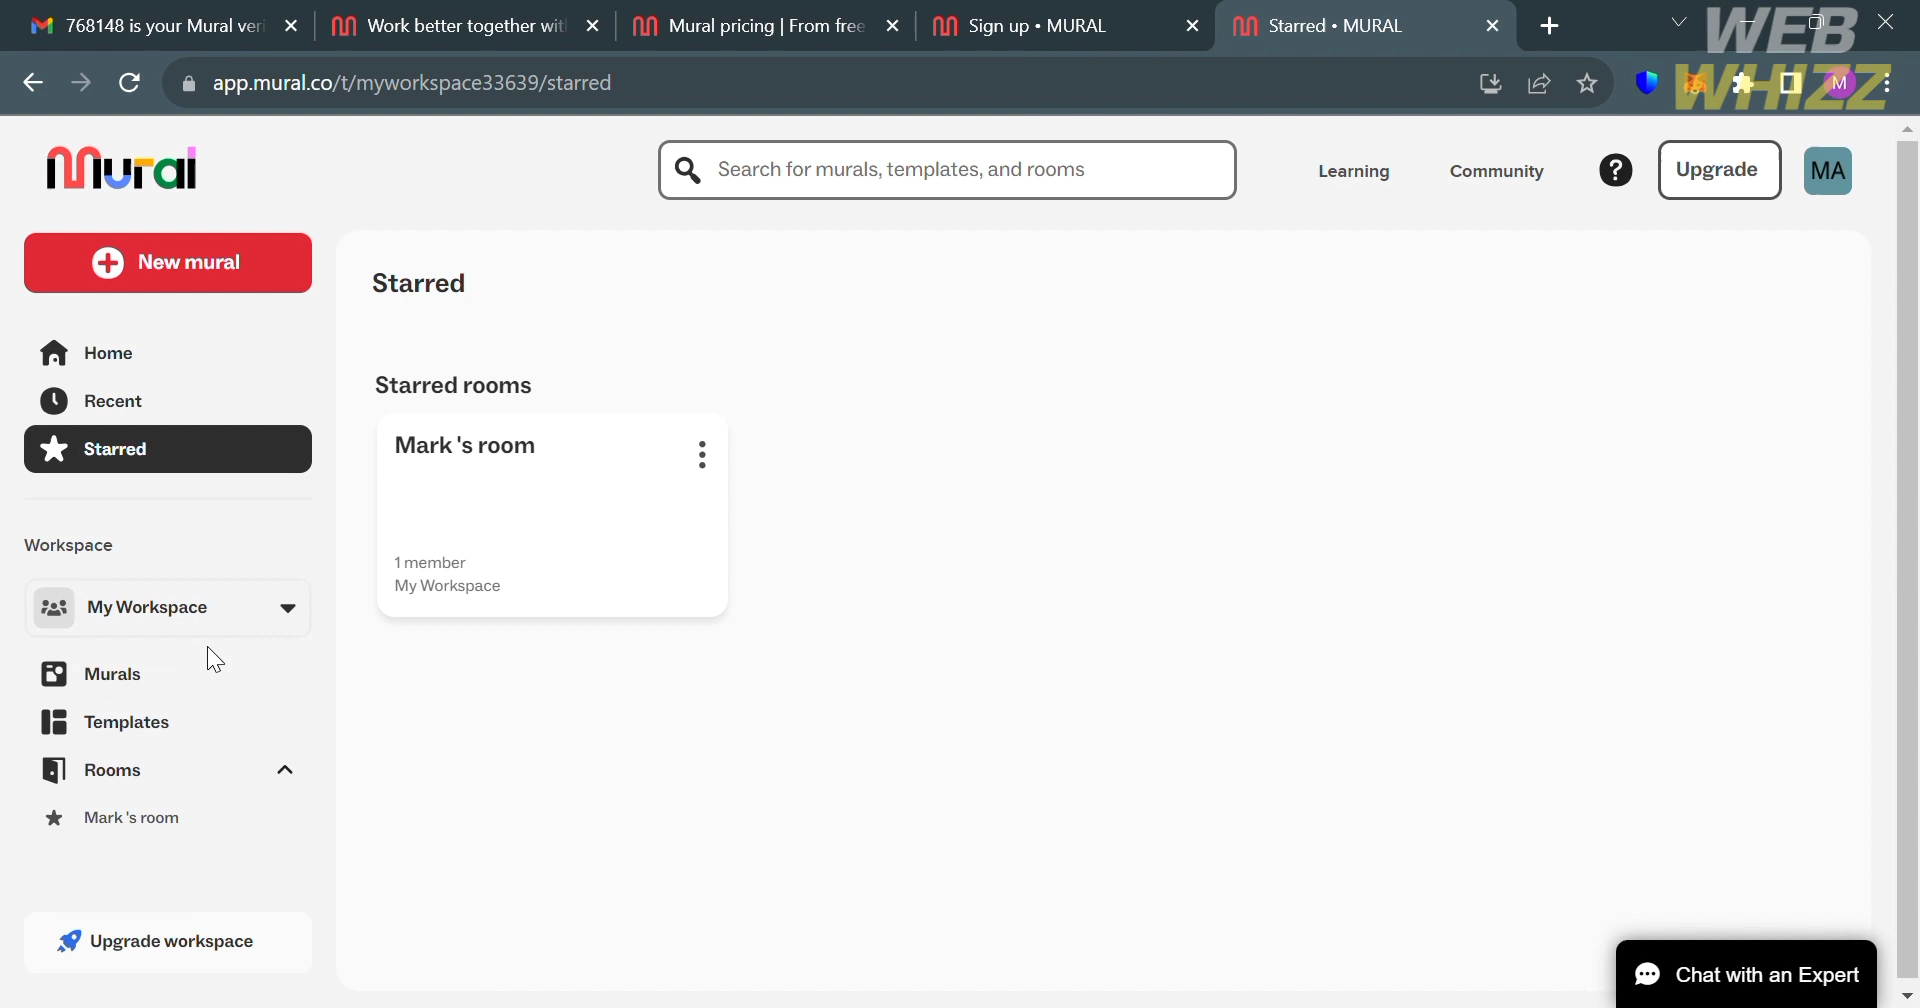 768148 is your Mural veri
Work better together wit
Mural pricing | From free
Sign up • MURAL
Starred • MURAL
WEB
WHIZZ
app.mural.co/t/myworkspace33639/starred
M
mural
Search for murals, templates, and rooms
Learning
Community
?
Upgrade
MA
New mural
Starred
Home
Recent
Starred
Starred rooms
Mark 's room
1 member
My Workspace
Workspace
My Workspace
Murals
Templates
Rooms
Mark 's room
Upgrade workspace
Chat with an Expert